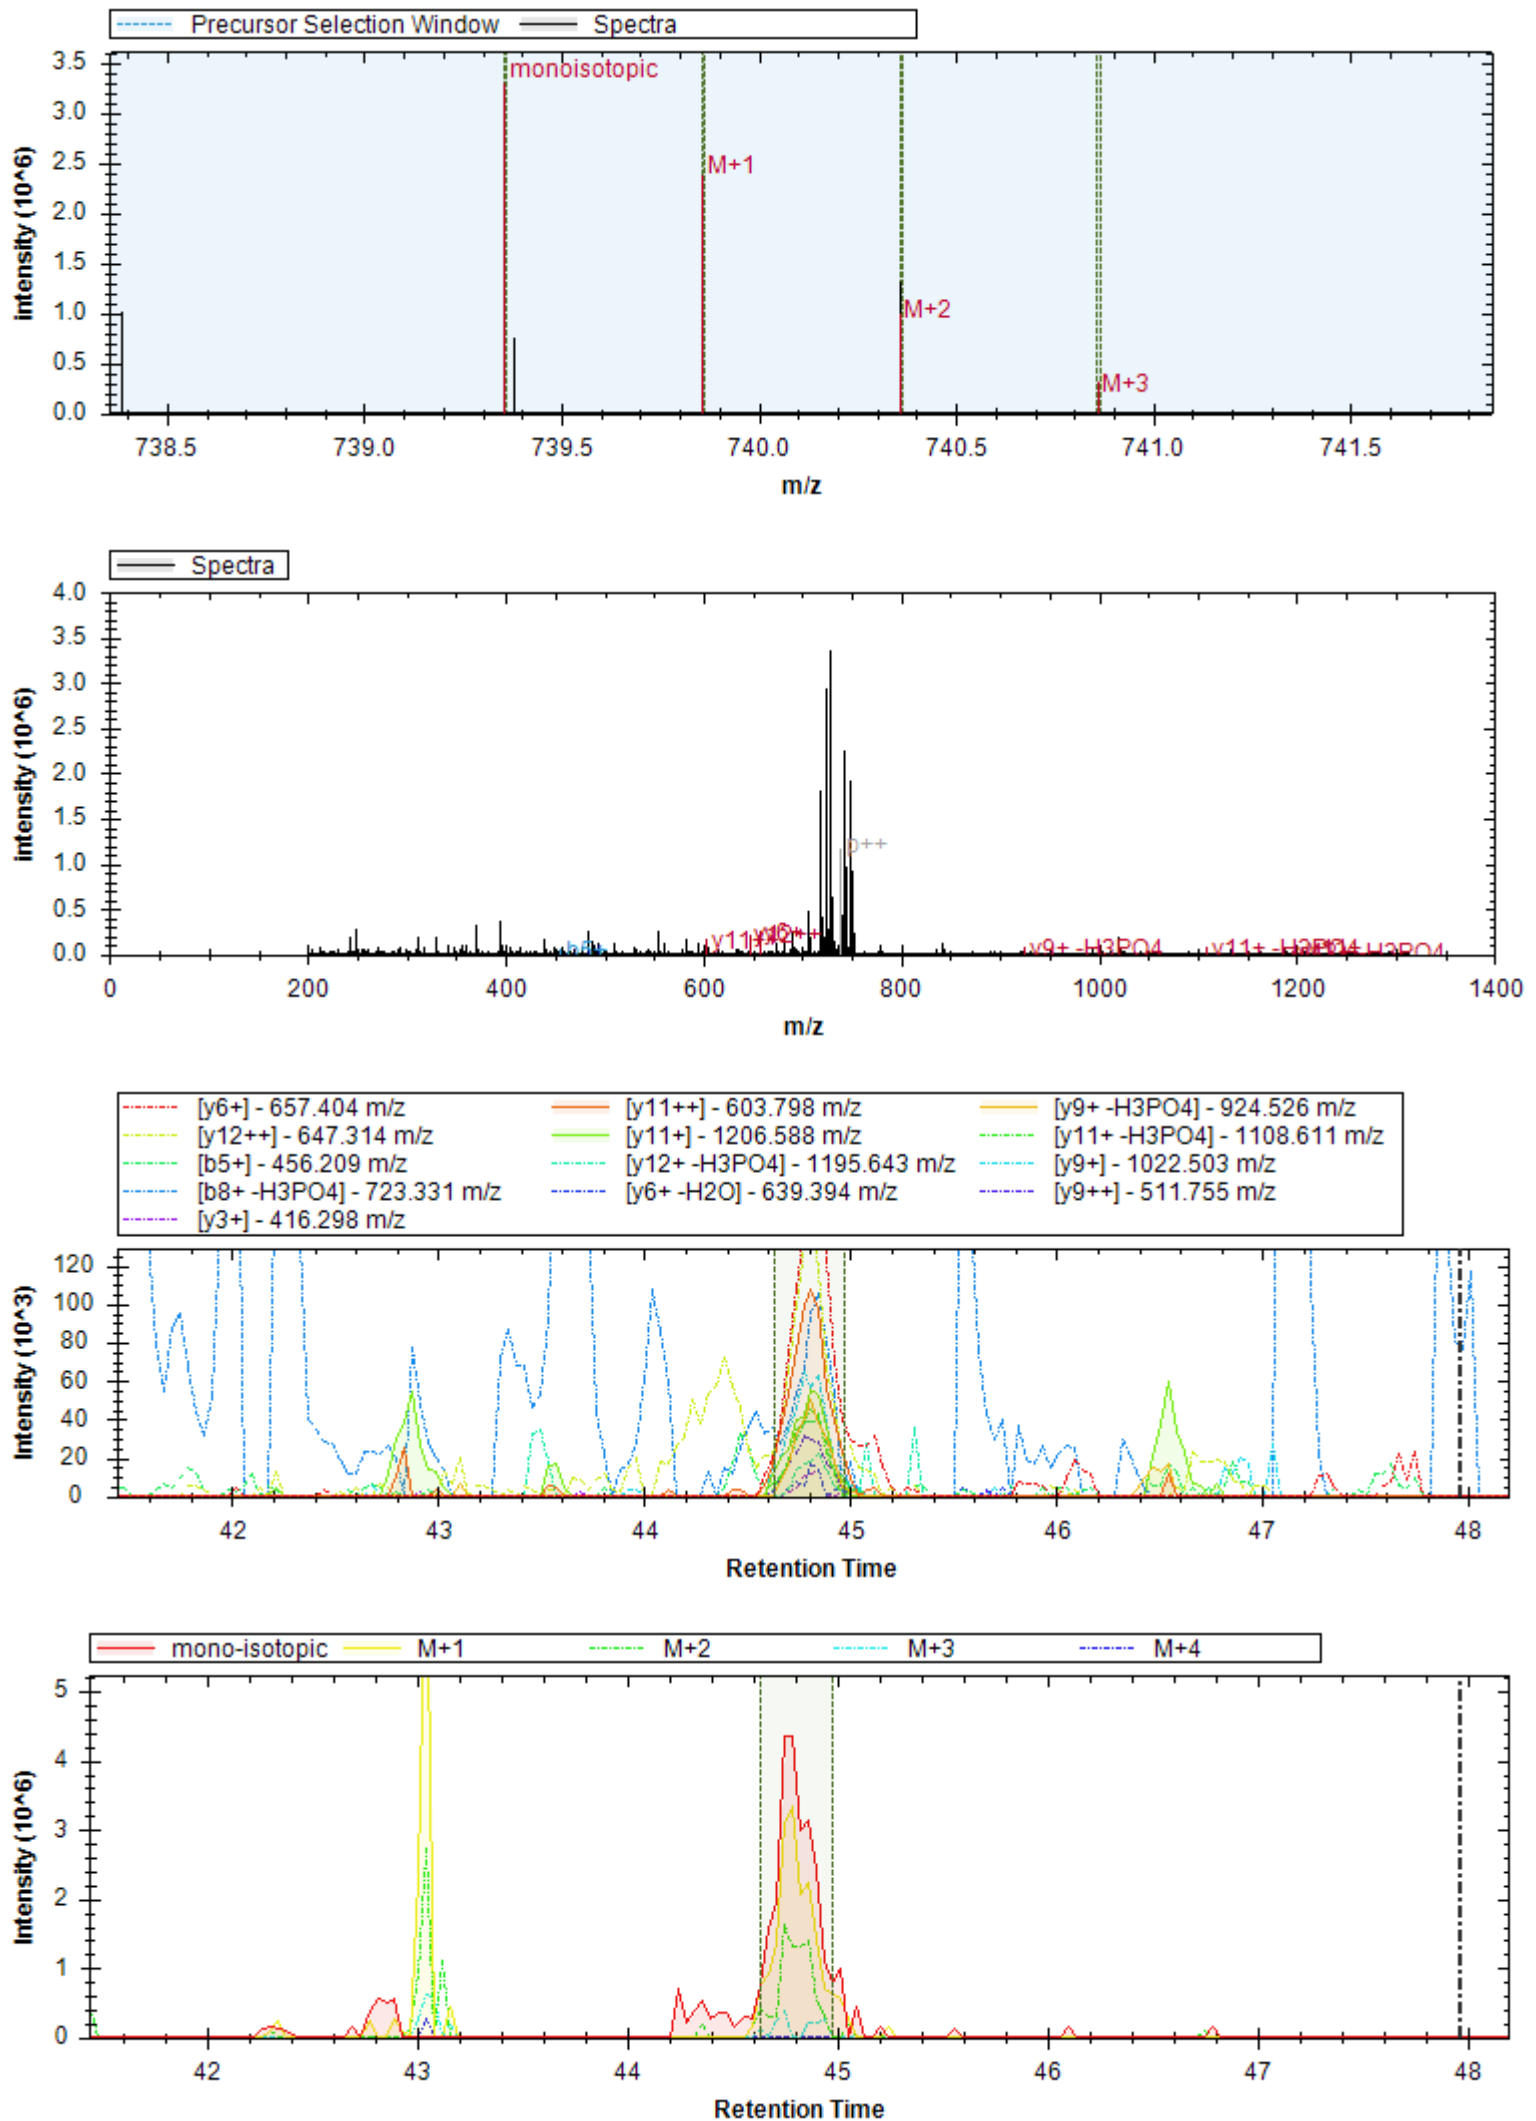 Precursor Selection Window Spectra
3.5
3.0
2.5
2.0
1.5
1.0
0.5
0.0
intensity (10^6)
monoisotopic
M+1
M+2
M+3
738.5 739.0 739.5 740.0 740.5 741.0 741.5
m/z
Spectra
4.0
3.5
3.0
2.5
2.0
1.5
1.0
0.5
0.0
intensity (10^6)
p++
b5+
y9+ -H3PO4
0 200 400 600 800 1000 1200 1400
m/z
[y6+] - 657.404 m/z [y11++] - 603.798 m/z [y9+ -H3PO4] - 924.526 m/z
[y12++] - 647.314 m/z [y11+] - 1206.588 m/z [y11+ -H3PO4] - 1108.611 m/z
[b5+] - 456.209 m/z [y12+ -H3PO4] - 1195.643 m/z [y9+] - 1022.503 m/z
[b8+ -H3PO4] - 723.331 m/z [y6+ -H2O] - 639.394 m/z [y9++] - 511.755 m/z
[y3+] - 416.298 m/z
120
100
80
60
40
20
0
Intensity (10^3)
42 43 44 45 46 47 48
Retention Time
mono-isotopic M+1 M+2 M+3 M+4
5
4
3
2
1
0
Intensity (10^6)
42 43 44 45 46 47 48
Retention Time